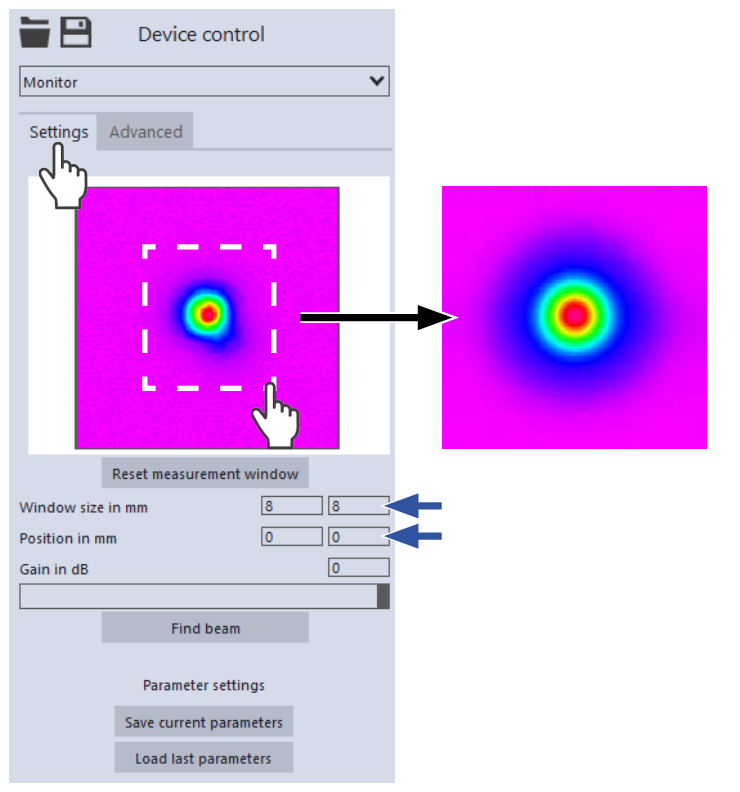 Device control
Monitor
Settings Advanced
Reset measurement window
Window size in mm 8 8
Position in mm 0 0
Gain in dB 0
Find beam
Parameter settings
Save current parameters
Load last parameters